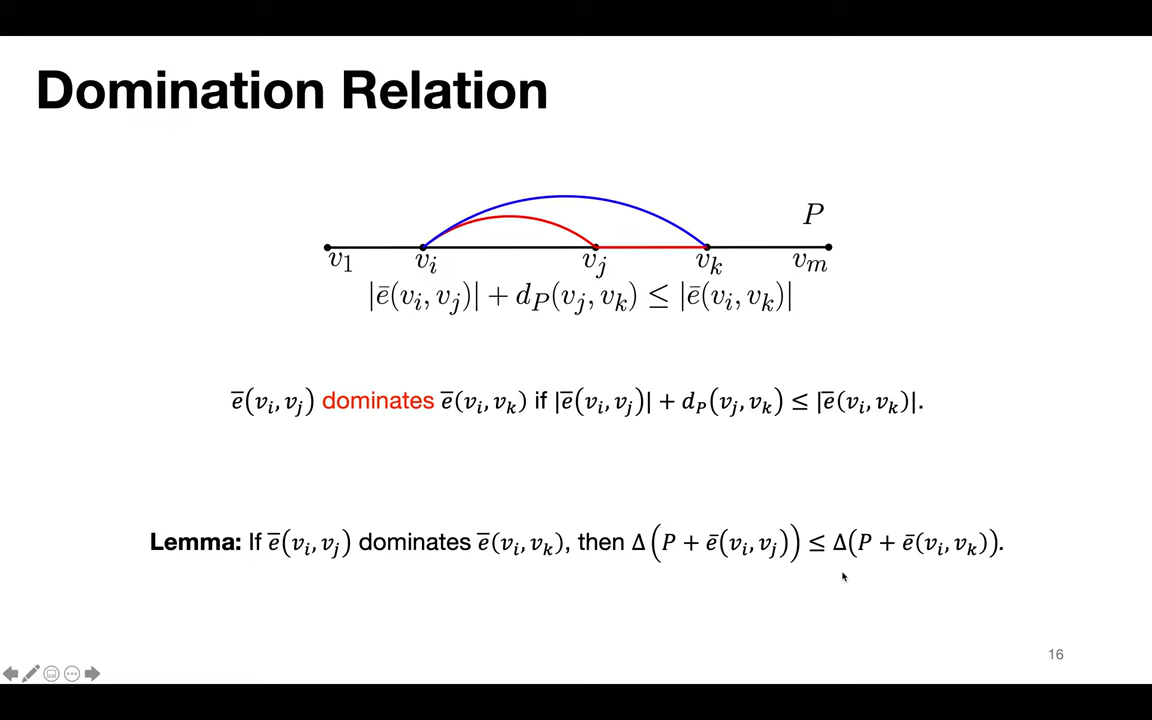 Domination Relation
P
v₁ vᵢ vⱼ vₖ vₘ
|ē(vᵢ, vⱼ)| + d_P(vⱼ, vₖ) ≤ |ē(vᵢ, vₖ)|
ē(vᵢ, vⱼ) dominates ē(vᵢ, vₖ) if |ē(vᵢ, vⱼ)| + d_P(vⱼ, vₖ) ≤ |ē(vᵢ, vₖ)|.
Lemma: If ē(vᵢ, vⱼ) dominates ē(vᵢ, vₖ), then Δ(P + ē(vᵢ, vⱼ)) ≤ Δ(P + ē(vᵢ, vₖ)).
16